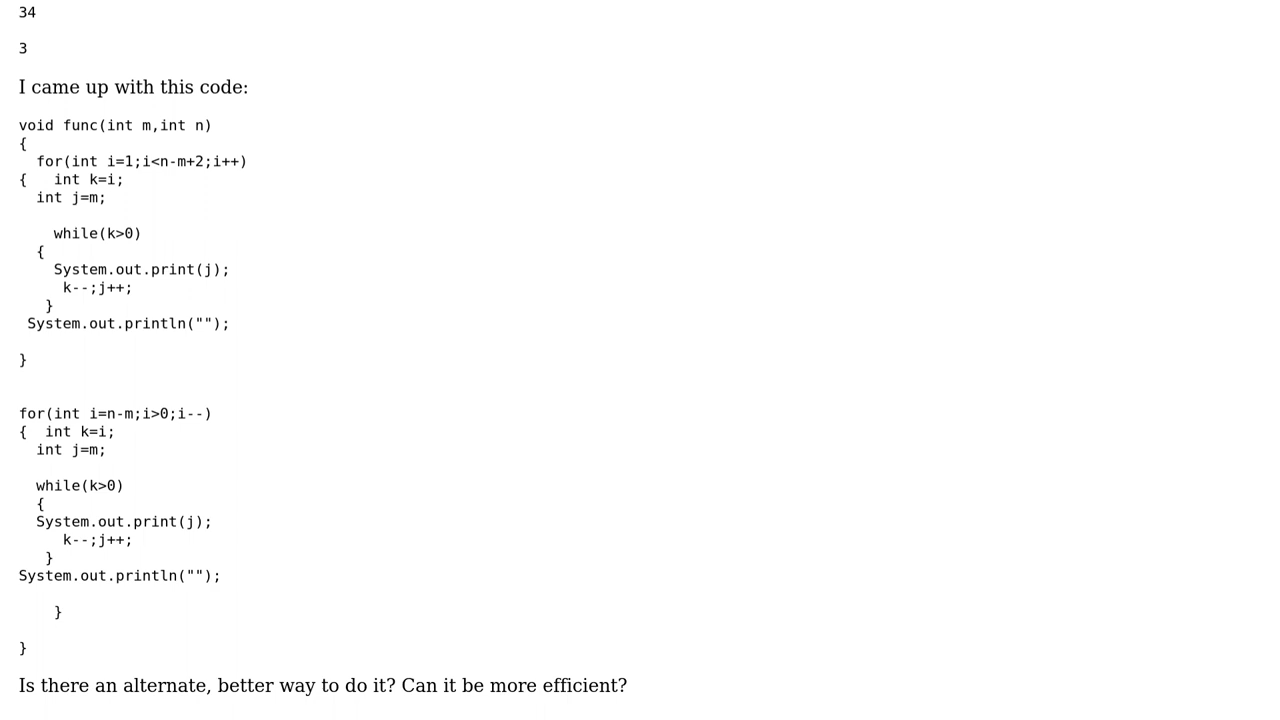 34
3
I came up with this code:
void func(int m,int n)
{
  for(int i=1;i<n-m+2;i++)
{   int k=i;
  int j=m;
    while(k>0)
  {
    System.out.print(j);
     k--;j++;
   }
 System.out.println("");
}
for(int i=n-m;i>0;i--)
{  int k=i;
  int j=m;
  while(k>0)
  {
  System.out.print(j);
     k--;j++;
   }
System.out.println("");
    }
}
Is there an alternate, better way to do it? Can it be more efficient?